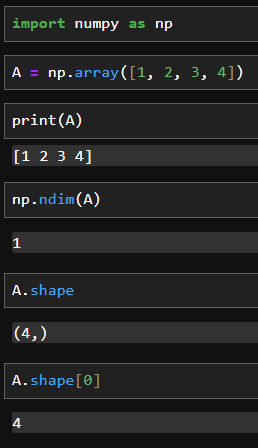 import numpy as np
A = np.array([1, 2, 3, 4])
print(A)
[1 2 3 4]
np.ndim(A)
1
A.shape
(4,)
A.shape[0]
4